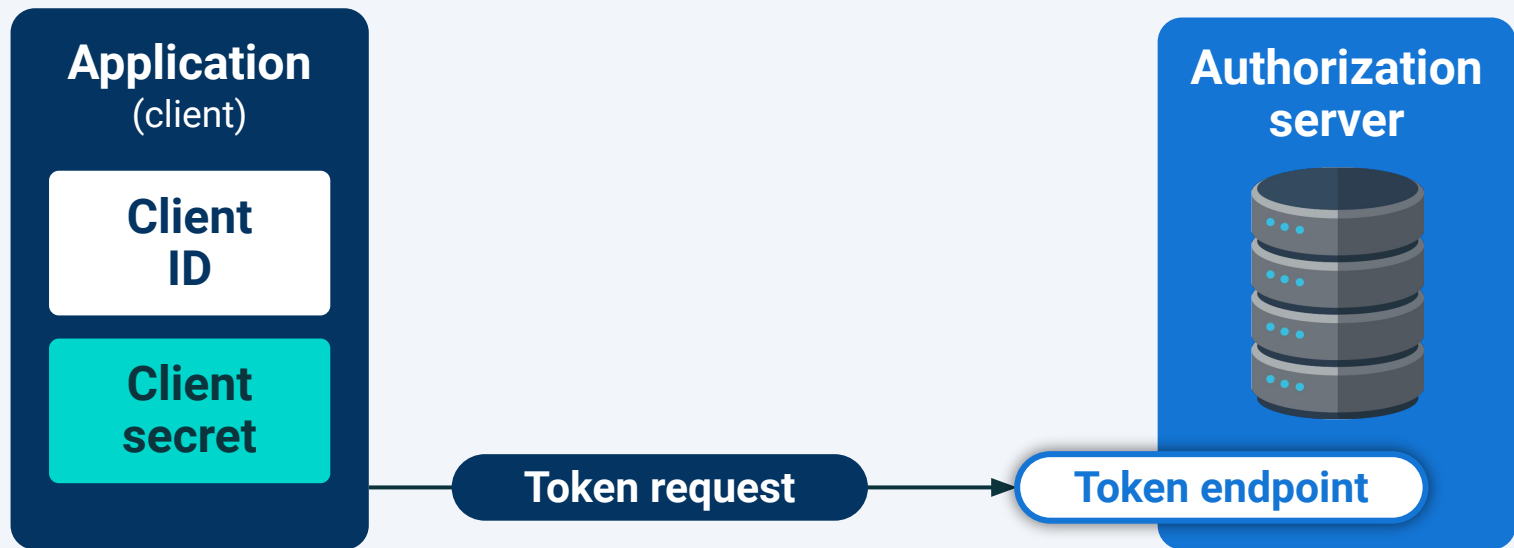 Application
(client)
Client
ID
Client
secret
Token request
Authorization
server
Token endpoint